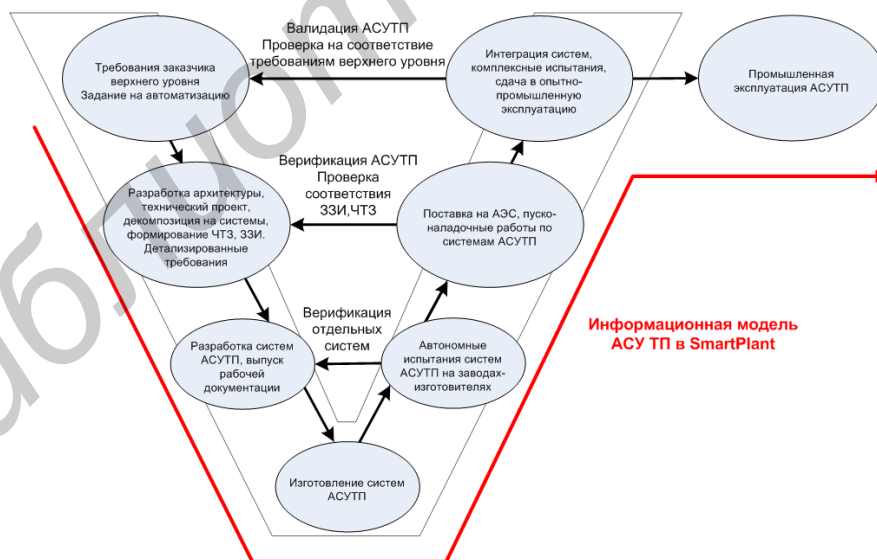 Валидация АСУТП
Проверка на соответствие
требованиям верхнего уровня
Требования заказчика
верхнего уровня
Задание на автоматизацию
Интеграция систем,
комплексные испытания,
сдача в опытно-
промышленную
эксплуатацию
Промышленная
эксплуатация АСУТП
Верификация АСУТП
Проверка
соответствия
ЗЗИ,ЧТЗ
Разработка архитектуры,
технический проект,
декомпозиция на системы,
формирование ЧТЗ, ЗЗИ.
Детализированные
требования
Поставка на АЭС, пуско-
наладочные работы по
системам АСУТП
Верификация
отдельных
систем
Разработка систем
АСУТП, выпуск
рабочей
документации
Автономные
испытания систем
АСУТП на заводах-
изготовителях
Информационная модель
АСУ ТП в SmartPlant
Изготовление систем
АСУТП